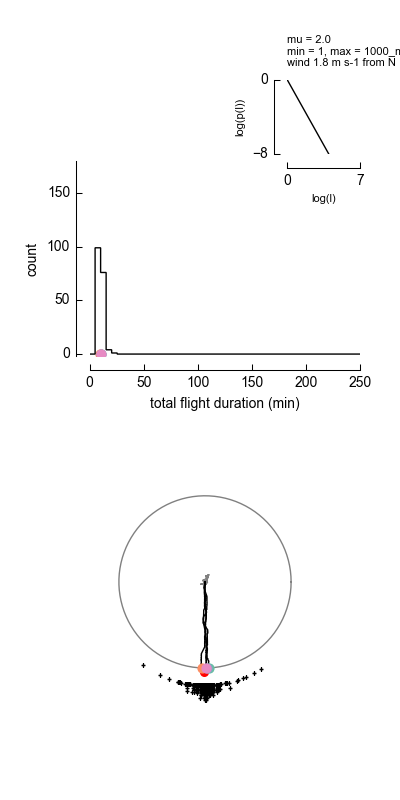 mu = 2.0
min = 1, max = 1000_
wind 1.8 m s-1 from N
0
log(p(l))
−8
0 7
log(l)
150
count
100
50
0
0 50 100 150 200 250
total flight duration (min)